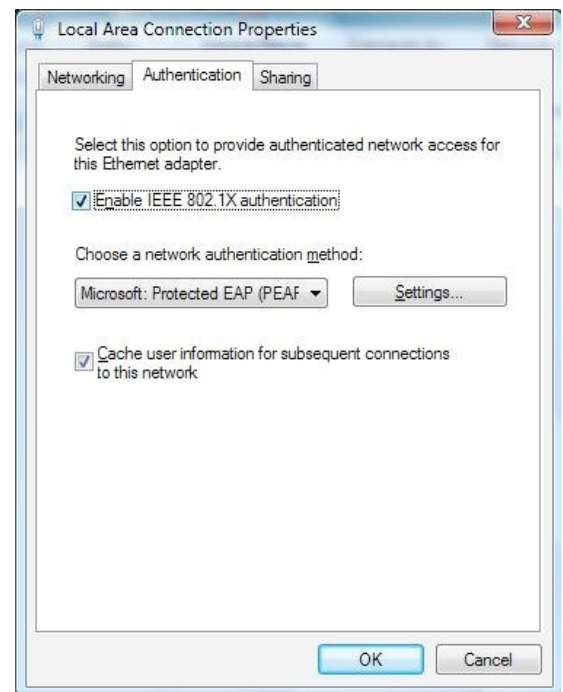 Local Area Connection Properties
Networking
Authentication
Sharing
Select this option to provide authenticated network access for
this Ethernet adapter.
Enable IEEE 802.1X authentication
Choose a network authentication method:
Microsoft: Protected EAP (PEAP
Settings...
Cache user information for subsequent connections
to this network
OK
Cancel